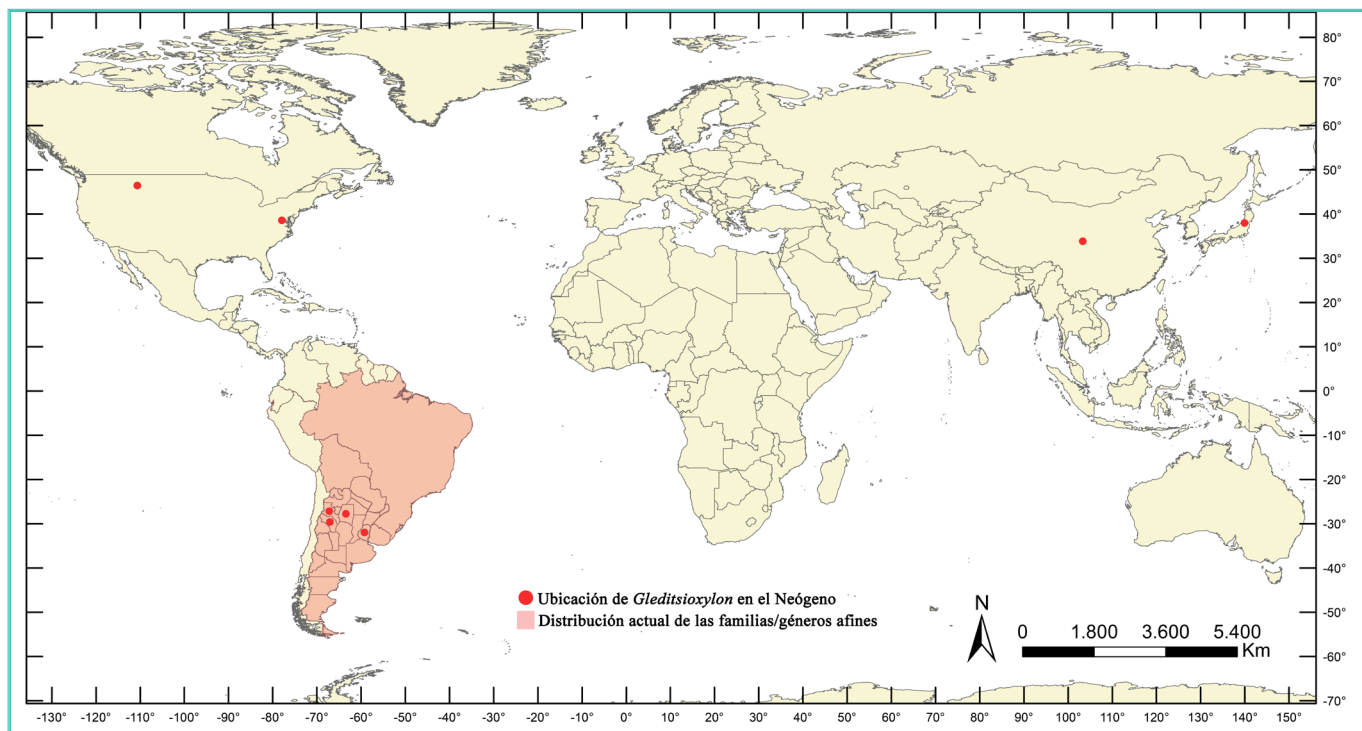 80°
70°
60°
50°
40°
30°
20°
10°
0°
-10°
-20°
-30°
-40°
-50°
-60°
-70°
Ubicación de Gleditsioxylon en el Neógeno
Distribución actual de las familias/géneros afines
N
0 1.800 3.600 5.400
Km
-130° -120° -110° -100° -90° -80° -70° -60° -50° -40° -30° -20° -10° 0° 10° 20° 30° 40° 50° 60° 70° 80° 90° 100° 110° 120° 130° 140° 150°